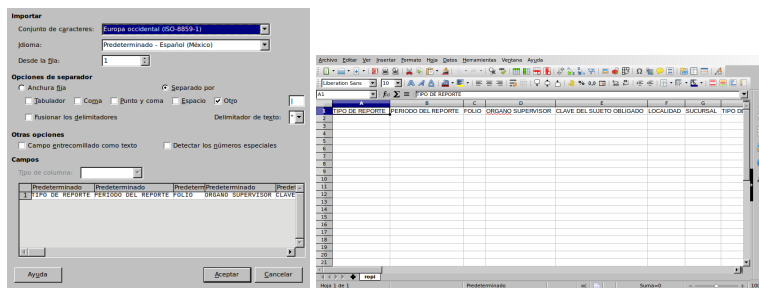 Importar
Conjunto de caracteres: Europa occidental (ISO-8859-1)
Idioma: Predeterminado - Español (México)
Desde la fila: 1
Opciones de separador
Anchura fija Separado por
Tabulador Coma Punto y coma Espacio Otro |
Fusionar los delimitadores Delimitador de texto: "
Otras opciones
Campo entrecomillado como texto Detectar los números especiales
Campos
Tipo de columna:
Predeterminado Predeterminado Predetern Predeterminado Predet
1 TIPO DE REPORTE PERIODO DEL REPORTE FOLIO ORGANO SUPERVISOR CLAVE
Ayuda Aceptar Cancelar
Archivo Editar Ver Insertar Formato Hoja Datos Herramientas Ventana Ayuda
Liberation Sans 10
A1 TIPO DE REPORTE
A B C D E F G
1 TIPO DE REPORTE PERIODO DEL REPORTE FOLIO ORGANO SUPERVISOR CLAVE DEL SUJETO OBLIGADO LOCALIDAD SUCURSAL TIPO DE
2
3
4
5
6
7
8
9
10
11
12
13
14
15
16
17
18
19
20
21
ropi
Hoja 1 de 1 Predeterminado Suma=0 100